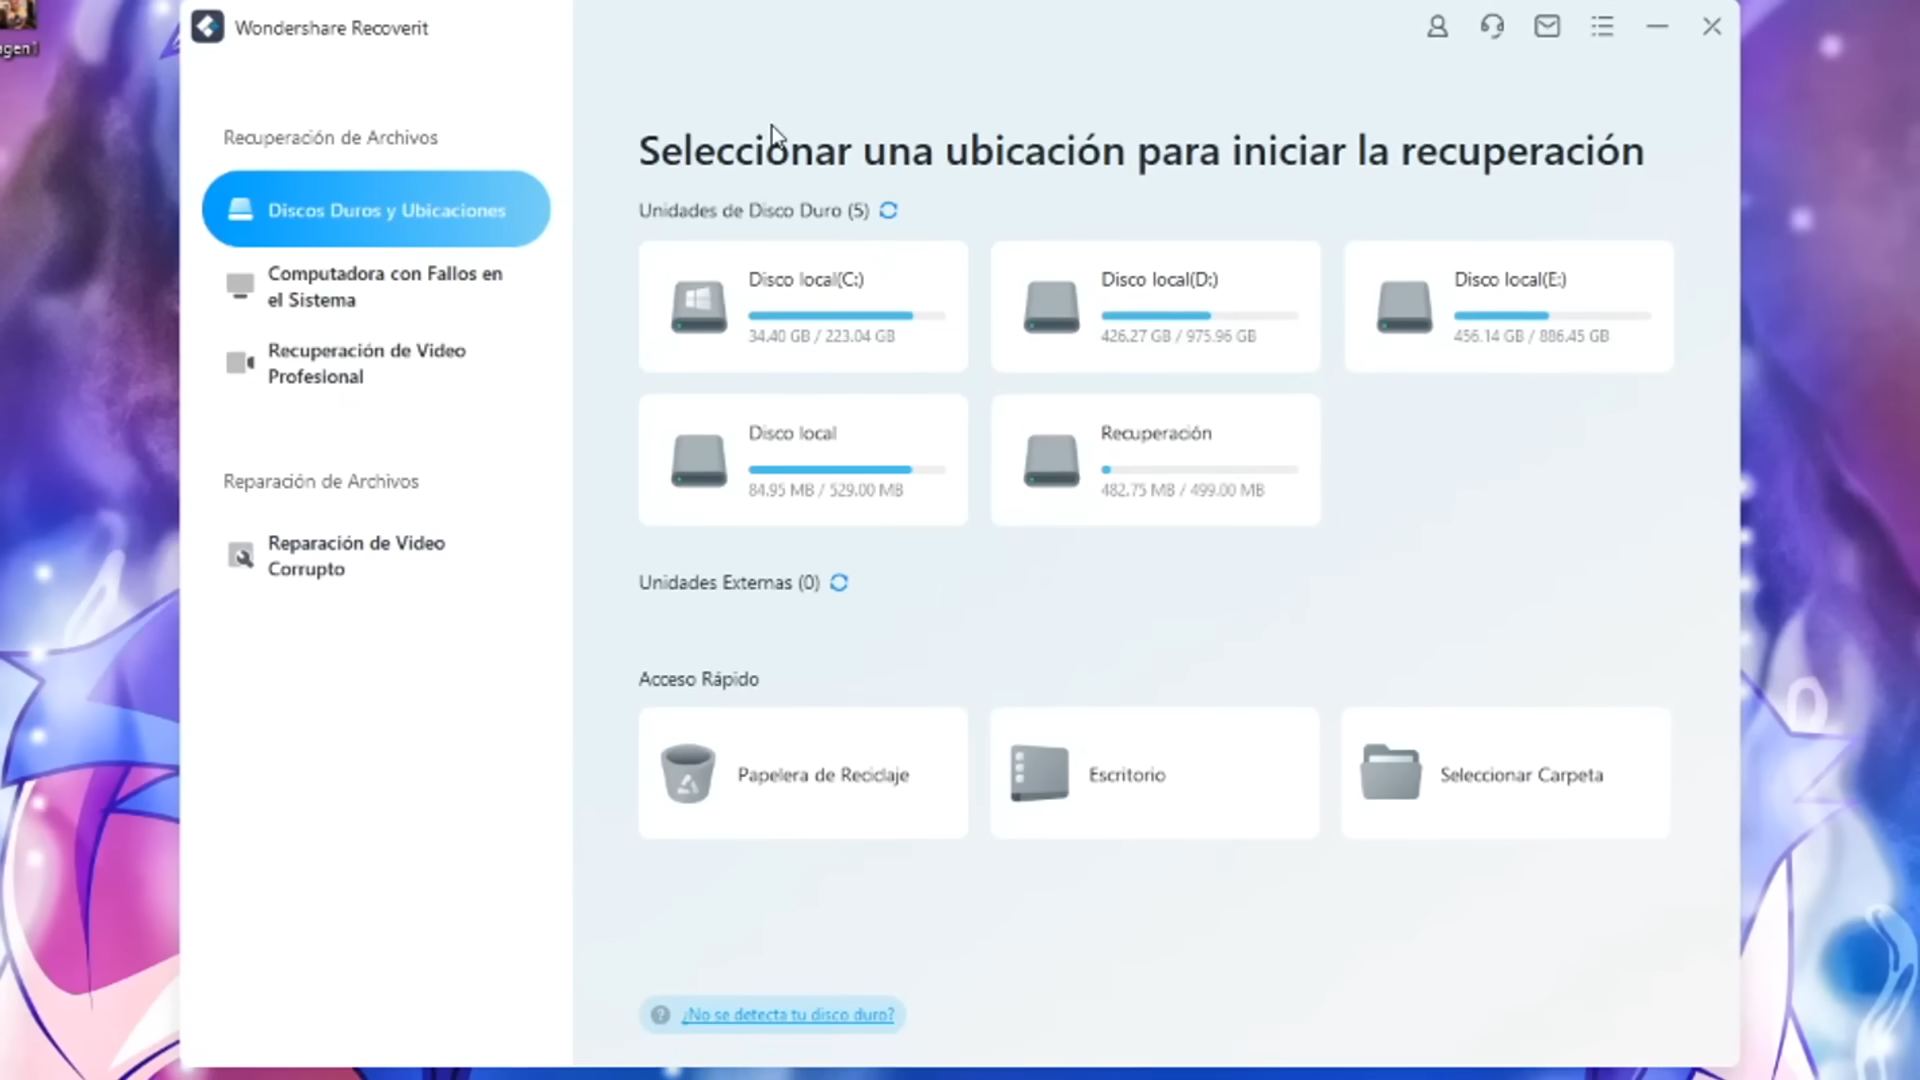 Wondershare Recoverit
Recuperación de Archivos
Discos Duros y Ubicaciones
Computadora con Fallos en
el Sistema
Recuperación de Video
Profesional
Reparación de Archivos
Reparación de Video
Corrupto
Seleccionar una ubicación para iniciar la recuperación
Unidades de Disco Duro (5)
Disco local(C:)
34.40 GB / 223.04 GB
Disco local(D:)
426.27 GB / 975.96 GB
Disco local(E:)
456.14 GB / 886.45 GB
Disco local
84.95 MB / 529.00 MB
Recuperación
482.75 MB / 499.00 MB
Unidades Externas (0)
Acceso Rápido
Papelera de Reciclaje
Escritorio
Seleccionar Carpeta
¿No se detecta tu disco duro?